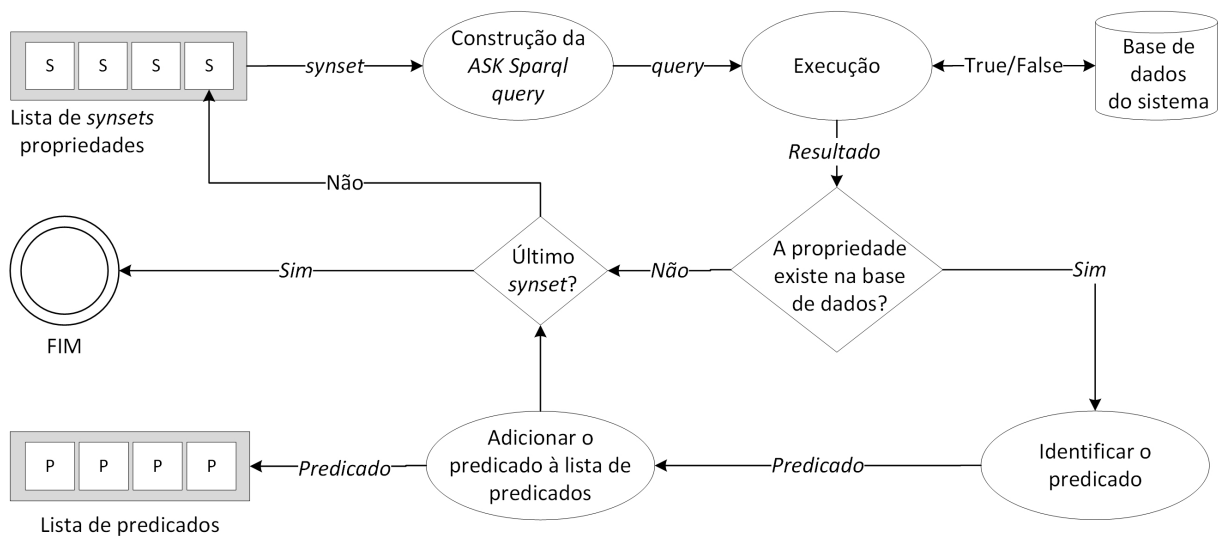 S S S S
Lista de synsets
propriedades
synset
Construção da
ASK Sparql
query
query
Execução
True/False
Base de
dados
do sistema
Resultado
Não
FIM
Sim
Último
synset?
Não
A propriedade
existe na base
de dados?
Sim
P P P P
Lista de predicados
Predicado
Adicionar o
predicado à lista de
predicados
Predicado
Identificar o
predicado